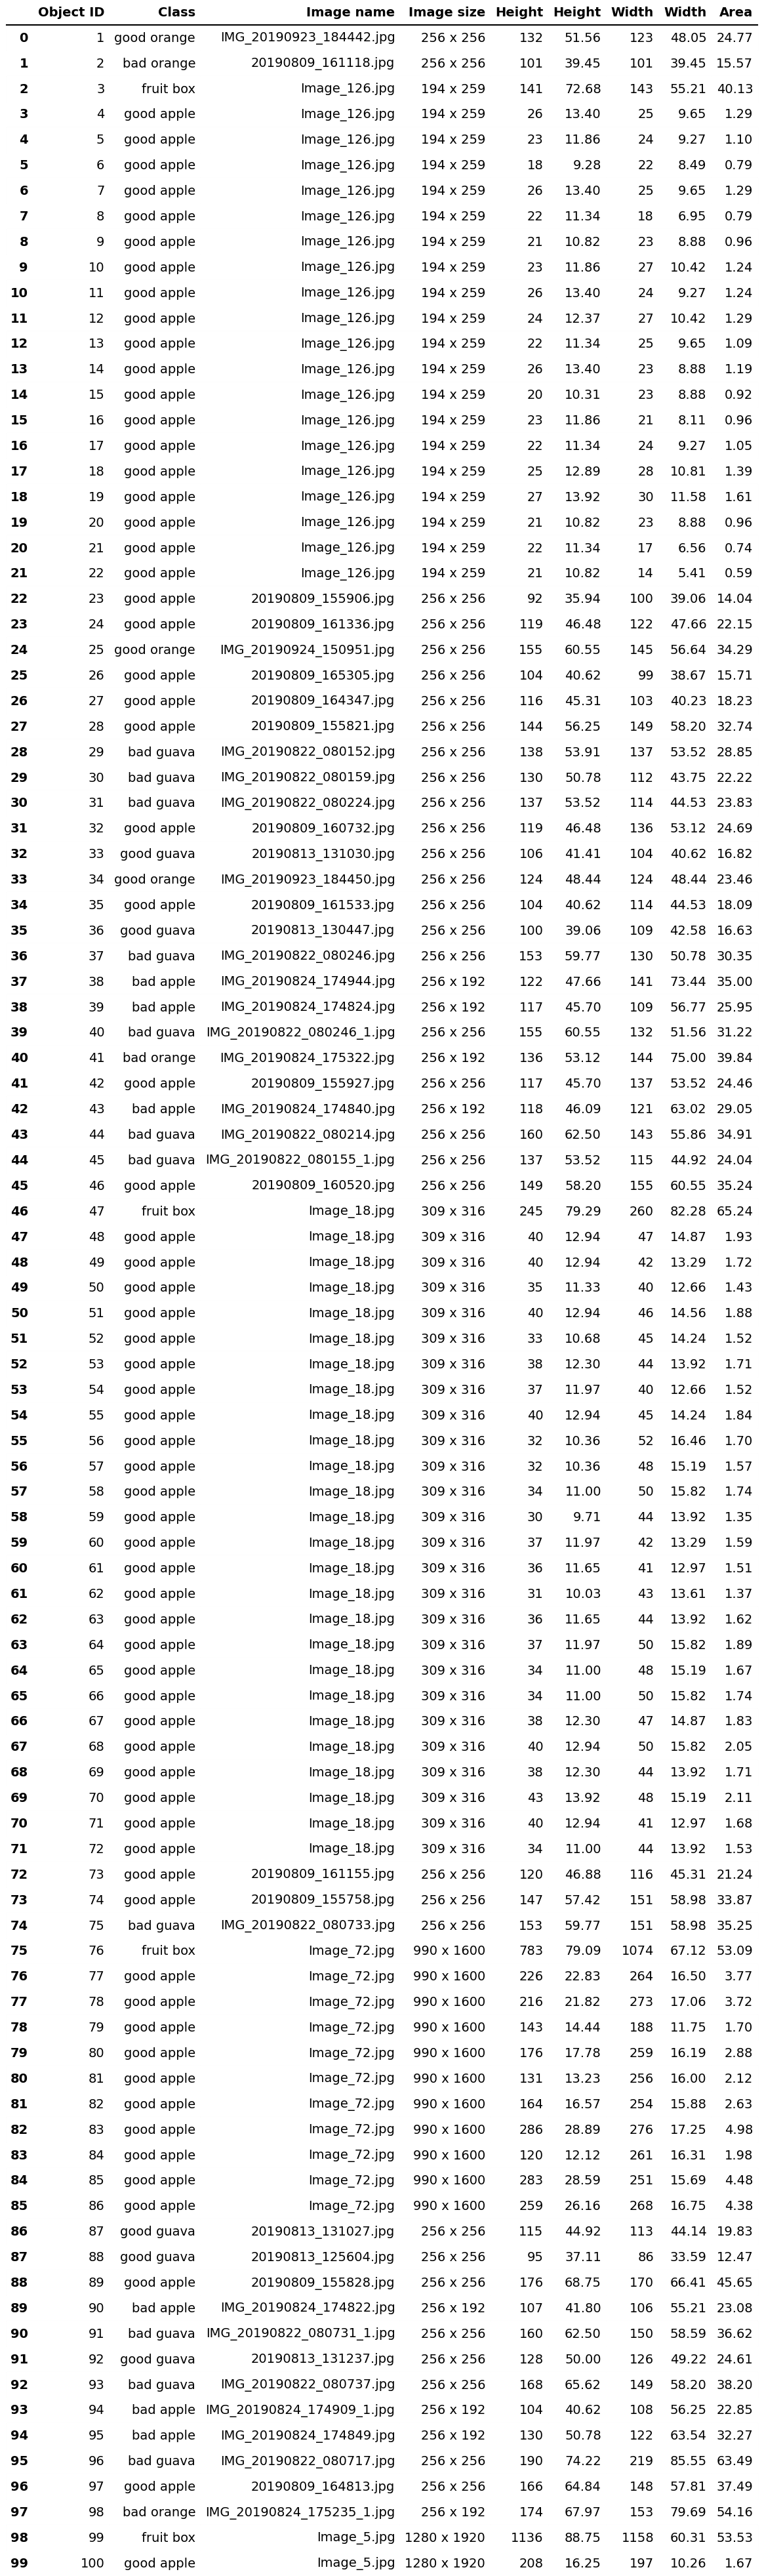 Object ID Class Image name Image size Height Height Width Width Area
0 1 good orange IMG_20190923_184442.jpg 256 x 256 132 51.56 123 48.05 24.77
1 2 bad orange 20190809_161118.jpg 256 x 256 101 39.45 101 39.45 15.57
2 3 fruit box Image_126.jpg 194 x 259 141 72.68 143 55.21 40.13
3 4 good apple Image_126.jpg 194 x 259 26 13.40 25 9.65 1.29
4 5 good apple Image_126.jpg 194 x 259 23 11.86 24 9.27 1.10
5 6 good apple Image_126.jpg 194 x 259 18 9.28 22 8.49 0.79
6 7 good apple Image_126.jpg 194 x 259 26 13.40 25 9.65 1.29
7 8 good apple Image_126.jpg 194 x 259 22 11.34 18 6.95 0.79
8 9 good apple Image_126.jpg 194 x 259 21 10.82 23 8.88 0.96
9 10 good apple Image_126.jpg 194 x 259 23 11.86 27 10.42 1.24
10 11 good apple Image_126.jpg 194 x 259 26 13.40 24 9.27 1.24
11 12 good apple Image_126.jpg 194 x 259 24 12.37 27 10.42 1.29
12 13 good apple Image_126.jpg 194 x 259 22 11.34 25 9.65 1.09
13 14 good apple Image_126.jpg 194 x 259 26 13.40 23 8.88 1.19
14 15 good apple Image_126.jpg 194 x 259 20 10.31 23 8.88 0.92
15 16 good apple Image_126.jpg 194 x 259 23 11.86 21 8.11 0.96
16 17 good apple Image_126.jpg 194 x 259 22 11.34 24 9.27 1.05
17 18 good apple Image_126.jpg 194 x 259 25 12.89 28 10.81 1.39
18 19 good apple Image_126.jpg 194 x 259 27 13.92 30 11.58 1.61
19 20 good apple Image_126.jpg 194 x 259 21 10.82 23 8.88 0.96
20 21 good apple Image_126.jpg 194 x 259 22 11.34 17 6.56 0.74
21 22 good apple Image_126.jpg 194 x 259 21 10.82 14 5.41 0.59
22 23 good apple 20190809_155906.jpg 256 x 256 92 35.94 100 39.06 14.04
23 24 good apple 20190809_161336.jpg 256 x 256 119 46.48 122 47.66 22.15
24 25 good orange IMG_20190924_150951.jpg 256 x 256 155 60.55 145 56.64 34.29
25 26 good apple 20190809_165305.jpg 256 x 256 104 40.62 99 38.67 15.71
26 27 good apple 20190809_164347.jpg 256 x 256 116 45.31 103 40.23 18.23
27 28 good apple 20190809_155821.jpg 256 x 256 144 56.25 149 58.20 32.74
28 29 bad guava IMG_20190822_080152.jpg 256 x 256 138 53.91 137 53.52 28.85
29 30 bad guava IMG_20190822_080159.jpg 256 x 256 130 50.78 112 43.75 22.22
30 31 bad guava IMG_20190822_080224.jpg 256 x 256 137 53.52 114 44.53 23.83
31 32 good apple 20190809_160732.jpg 256 x 256 119 46.48 136 53.12 24.69
32 33 good guava 20190813_131030.jpg 256 x 256 106 41.41 104 40.62 16.82
33 34 good orange IMG_20190923_184450.jpg 256 x 256 124 48.44 124 48.44 23.46
34 35 good apple 20190809_161533.jpg 256 x 256 104 40.62 114 44.53 18.09
35 36 good guava 20190813_130447.jpg 256 x 256 100 39.06 109 42.58 16.63
36 37 bad guava IMG_20190822_080246.jpg 256 x 256 153 59.77 130 50.78 30.35
37 38 bad apple IMG_20190824_174944.jpg 256 x 192 122 47.66 141 73.44 35.00
38 39 bad apple IMG_20190824_174824.jpg 256 x 192 117 45.70 109 56.77 25.95
39 40 bad guava IMG_20190822_080246_1.jpg 256 x 256 155 60.55 132 51.56 31.22
40 41 bad orange IMG_20190824_175322.jpg 256 x 192 136 53.12 144 75.00 39.84
41 42 good apple 20190809_155927.jpg 256 x 256 117 45.70 137 53.52 24.46
42 43 bad apple IMG_20190824_174840.jpg 256 x 192 118 46.09 121 63.02 29.05
43 44 bad guava IMG_20190822_080214.jpg 256 x 256 160 62.50 143 55.86 34.91
44 45 bad guava IMG_20190822_080155_1.jpg 256 x 256 137 53.52 115 44.92 24.04
45 46 good apple 20190809_160520.jpg 256 x 256 149 58.20 155 60.55 35.24
46 47 fruit box Image_18.jpg 309 x 316 245 79.29 260 82.28 65.24
47 48 good apple Image_18.jpg 309 x 316 40 12.94 47 14.87 1.93
48 49 good apple Image_18.jpg 309 x 316 40 12.94 42 13.29 1.72
49 50 good apple Image_18.jpg 309 x 316 35 11.33 40 12.66 1.43
50 51 good apple Image_18.jpg 309 x 316 40 12.94 46 14.56 1.88
51 52 good apple Image_18.jpg 309 x 316 33 10.68 45 14.24 1.52
52 53 good apple Image_18.jpg 309 x 316 38 12.30 44 13.92 1.71
53 54 good apple Image_18.jpg 309 x 316 37 11.97 40 12.66 1.52
54 55 good apple Image_18.jpg 309 x 316 40 12.94 45 14.24 1.84
55 56 good apple Image_18.jpg 309 x 316 32 10.36 52 16.46 1.70
56 57 good apple Image_18.jpg 309 x 316 32 10.36 48 15.19 1.57
57 58 good apple Image_18.jpg 309 x 316 34 11.00 50 15.82 1.74
58 59 good apple Image_18.jpg 309 x 316 30 9.71 44 13.92 1.35
59 60 good apple Image_18.jpg 309 x 316 37 11.97 42 13.29 1.59
60 61 good apple Image_18.jpg 309 x 316 36 11.65 41 12.97 1.51
61 62 good apple Image_18.jpg 309 x 316 31 10.03 43 13.61 1.37
62 63 good apple Image_18.jpg 309 x 316 36 11.65 44 13.92 1.62
63 64 good apple Image_18.jpg 309 x 316 37 11.97 50 15.82 1.89
64 65 good apple Image_18.jpg 309 x 316 34 11.00 48 15.19 1.67
65 66 good apple Image_18.jpg 309 x 316 34 11.00 50 15.82 1.74
66 67 good apple Image_18.jpg 309 x 316 38 12.30 47 14.87 1.83
67 68 good apple Image_18.jpg 309 x 316 40 12.94 50 15.82 2.05
68 69 good apple Image_18.jpg 309 x 316 38 12.30 44 13.92 1.71
69 70 good apple Image_18.jpg 309 x 316 43 13.92 48 15.19 2.11
70 71 good apple Image_18.jpg 309 x 316 40 12.94 41 12.97 1.68
71 72 good apple Image_18.jpg 309 x 316 34 11.00 44 13.92 1.53
72 73 good apple 20190809_161155.jpg 256 x 256 120 46.88 116 45.31 21.24
73 74 good apple 20190809_155758.jpg 256 x 256 147 57.42 151 58.98 33.87
74 75 bad guava IMG_20190822_080733.jpg 256 x 256 153 59.77 151 58.98 35.25
75 76 fruit box Image_72.jpg 990 x 1600 783 79.09 1074 67.12 53.09
76 77 good apple Image_72.jpg 990 x 1600 226 22.83 264 16.50 3.77
77 78 good apple Image_72.jpg 990 x 1600 216 21.82 273 17.06 3.72
78 79 good apple Image_72.jpg 990 x 1600 143 14.44 188 11.75 1.70
79 80 good apple Image_72.jpg 990 x 1600 176 17.78 259 16.19 2.88
80 81 good apple Image_72.jpg 990 x 1600 131 13.23 256 16.00 2.12
81 82 good apple Image_72.jpg 990 x 1600 164 16.57 254 15.88 2.63
82 83 good apple Image_72.jpg 990 x 1600 286 28.89 276 17.25 4.98
83 84 good apple Image_72.jpg 990 x 1600 120 12.12 261 16.31 1.98
84 85 good apple Image_72.jpg 990 x 1600 283 28.59 251 15.69 4.48
85 86 good apple Image_72.jpg 990 x 1600 259 26.16 268 16.75 4.38
86 87 good guava 20190813_131027.jpg 256 x 256 115 44.92 113 44.14 19.83
87 88 good guava 20190813_125604.jpg 256 x 256 95 37.11 86 33.59 12.47
88 89 good apple 20190809_155828.jpg 256 x 256 176 68.75 170 66.41 45.65
89 90 bad apple IMG_20190824_174822.jpg 256 x 192 107 41.80 106 55.21 23.08
90 91 bad guava IMG_20190822_080731_1.jpg 256 x 256 160 62.50 150 58.59 36.62
91 92 good guava 20190813_131237.jpg 256 x 256 128 50.00 126 49.22 24.61
92 93 bad guava IMG_20190822_080737.jpg 256 x 256 168 65.62 149 58.20 38.20
93 94 bad apple IMG_20190824_174909_1.jpg 256 x 192 104 40.62 108 56.25 22.85
94 95 bad apple IMG_20190824_174849.jpg 256 x 192 130 50.78 122 63.54 32.27
95 96 bad guava IMG_20190822_080717.jpg 256 x 256 190 74.22 219 85.55 63.49
96 97 good apple 20190809_164813.jpg 256 x 256 166 64.84 148 57.81 37.49
97 98 bad orange IMG_20190824_175235_1.jpg 256 x 192 174 67.97 153 79.69 54.16
98 99 fruit box Image_5.jpg 1280 x 1920 1136 88.75 1158 60.31 53.53
99 100 good apple Image_5.jpg 1280 x 1920 208 16.25 197 10.26 1.67